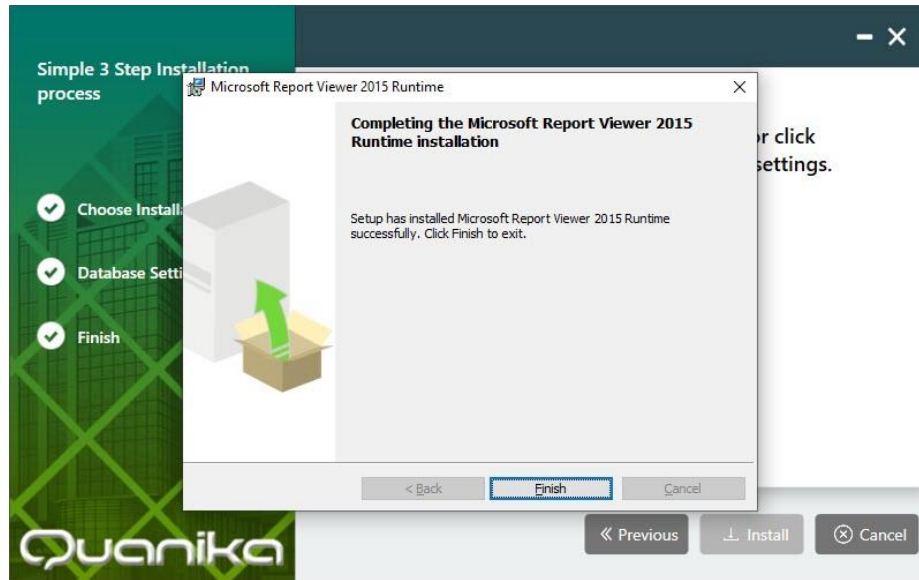 Simple 3 Step Installation
process
Choose Install
Database Setti
Finish
Quanika
Microsoft Report Viewer 2015 Runtime
Completing the Microsoft Report Viewer 2015
Runtime installation
Setup has installed Microsoft Report Viewer 2015 Runtime
successfully. Click Finish to exit.
< Back
Finish
Cancel
or click
settings.
Previous
Install
Cancel